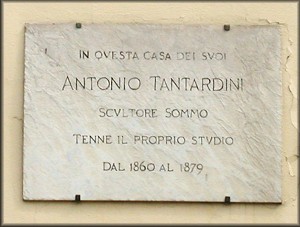 IN QVESTA CASA DEI SVOI
ANTONIO TANTARDINI
SCVLTORE SOMMO
TENNE IL PROPRIO STVDIO
DAL 1860 AL 1879